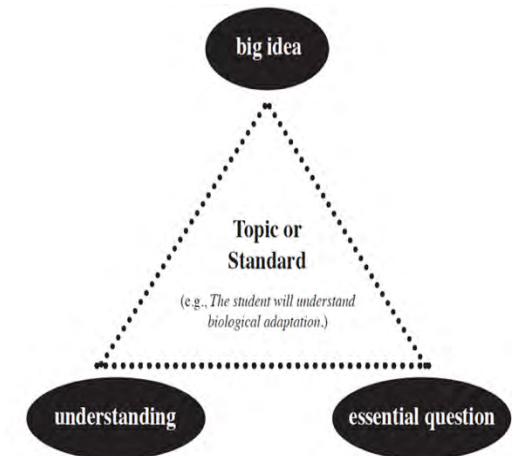 big idea
Topic or
Standard
(e.g., The student will understand
biological adaptation.)
understanding
essential question